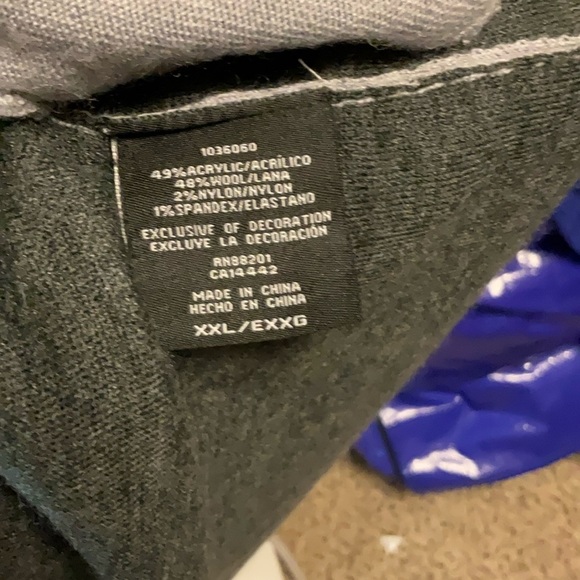 1036060
49%ACRYLIC/ACRÍLICO
48%WOOL/LANA
2%NYLON/NYLON
1%SPANDEX/ELASTANO
EXCLUSIVE OF DECORATION
EXCLUYE LA DECORACIÓN
RN88201
CA14442
MADE IN CHINA
HECHO EN CHINA
XXL/EXXG